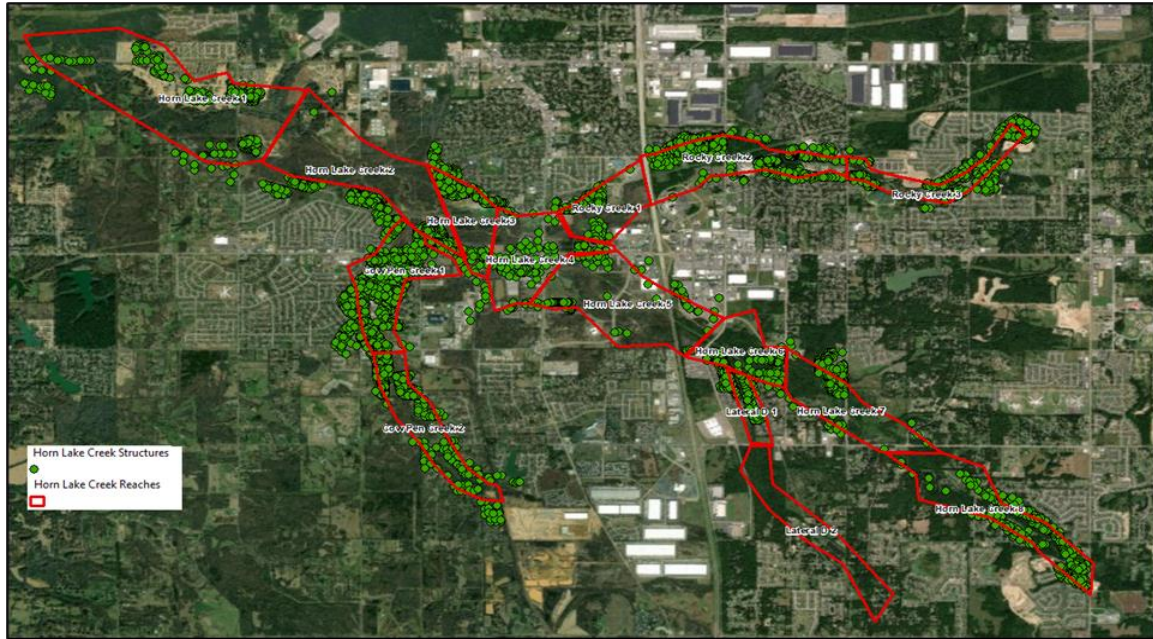 Horn Lake Creek 1
Horn Lake Creek 2
Rocky Creek 2
Rocky Creek 3
Rocky Creek 1
Horn Lake Creek 3
Horn Lake Creek 4
Cow Pen Creek 1
Horn Lake Creek 5
Horn Lake Creek 6
Horn Lake Creek 7
Lateral D 1
Cow Pen Creek 2
Horn Lake Creek Structures
Horn Lake Creek Reaches
Horn Lake Creek 8
Lateral D 2